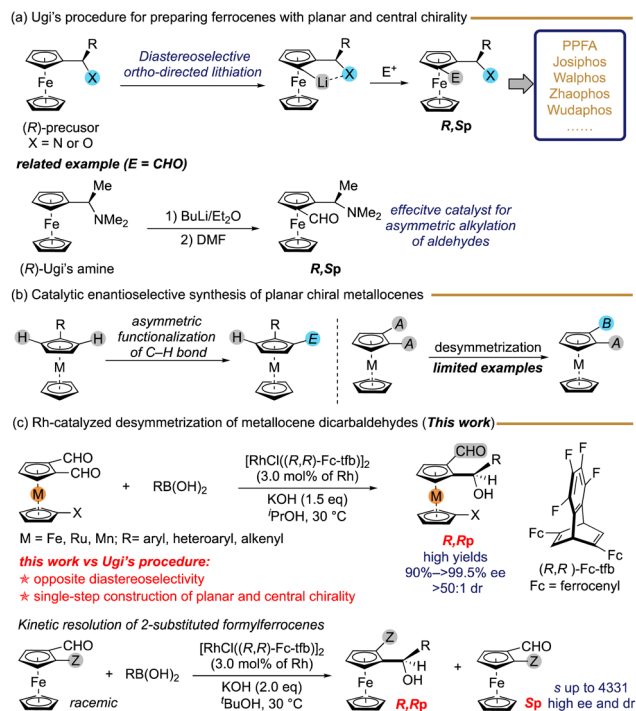 (a) Ugi's procedure for preparing ferrocenes with planar and central chirality
R
Fe
X
(R)-precusor
X = N or O
Diastereoselective
ortho-directed lithiation
R
Fe
Li
X
E+
R
Fe
E
X
R,Sp
PPFA
Josiphos
Walphos
Zhaophos
Wudaphos
......
related example (E = CHO)
Me
Fe
NMe2
(R)-Ugi's amine
1) BuLi/Et2O
2) DMF
Me
NMe2
Fe
CHO
R,Sp
effecitve catalyst for
asymmetric alkylation
of aldehydes
(b) Catalytic enantioselective synthesis of planar chiral metallocenes
H
R
H
M
asymmetric
functionalization
of C–H bond
H
R
E
M
A
A
M
desymmetrization
limited examples
B
A
M
(c) Rh-catalyzed desymmetrization of metallocene dicarbaldehydes (This work)
CHO
CHO
M
X
+
RB(OH)2
[RhCl((R,R)-Fc-tfb)]2
(3.0 mol% of Rh)
KOH (1.5 eq)
iPrOH, 30 °C
CHO
R
H
OH
M
X
R,Rp
high yields
90%–>99.5% ee
>50:1 dr
F
F
F
F
Fc
Fc
(R,R )-Fc-tfb
Fc = ferrocenyl
M = Fe, Ru, Mn; R= aryl, heteroaryl, alkenyl
this work vs Ugi's procedure:
✯ opposite diastereoselectivity
✯ single-step construction of planar and central chirality
Kinetic resolution of 2-substituted formylferrocenes
CHO
Z
Fe
racemic
+
RB(OH)2
[RhCl((R,R)-Fc-tfb)]2
(3.0 mol% of Rh)
KOH (2.0 eq)
tBuOH, 30 °C
Z
R
H
OH
Fe
R,Rp
+
CHO
Z
Fe
Sp
s up to 4331
high ee and dr